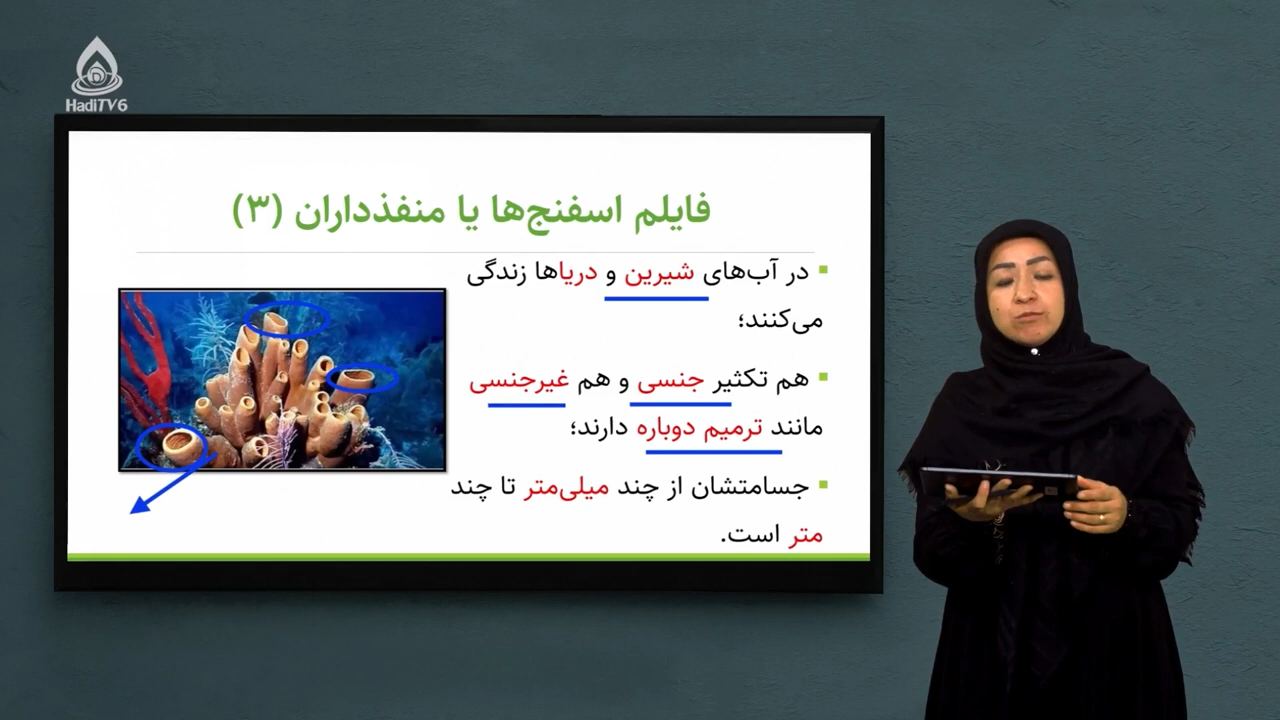 HadiTV6
فایلم اسفنج‌ها یا منفذداران (۳)
در آب‌های شیرین و دریاها زندگی
می‌کنند؛
هم تکثیر جنسی و هم غیرجنسی
مانند ترمیم دوباره دارند؛
جسامتشان از چند میلی‌متر تا چند
متر است.